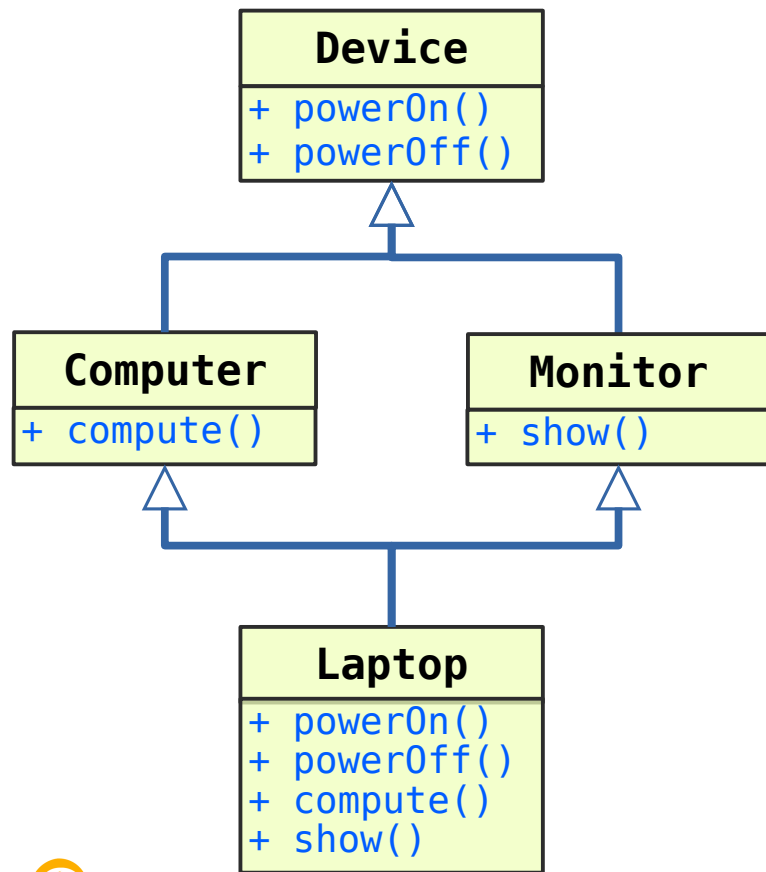 Device
+ powerOn()
+ powerOff()
Computer
+ compute()
Monitor
+ show()
Laptop
+ powerOn()
+ powerOff()
+ compute()
+ show()